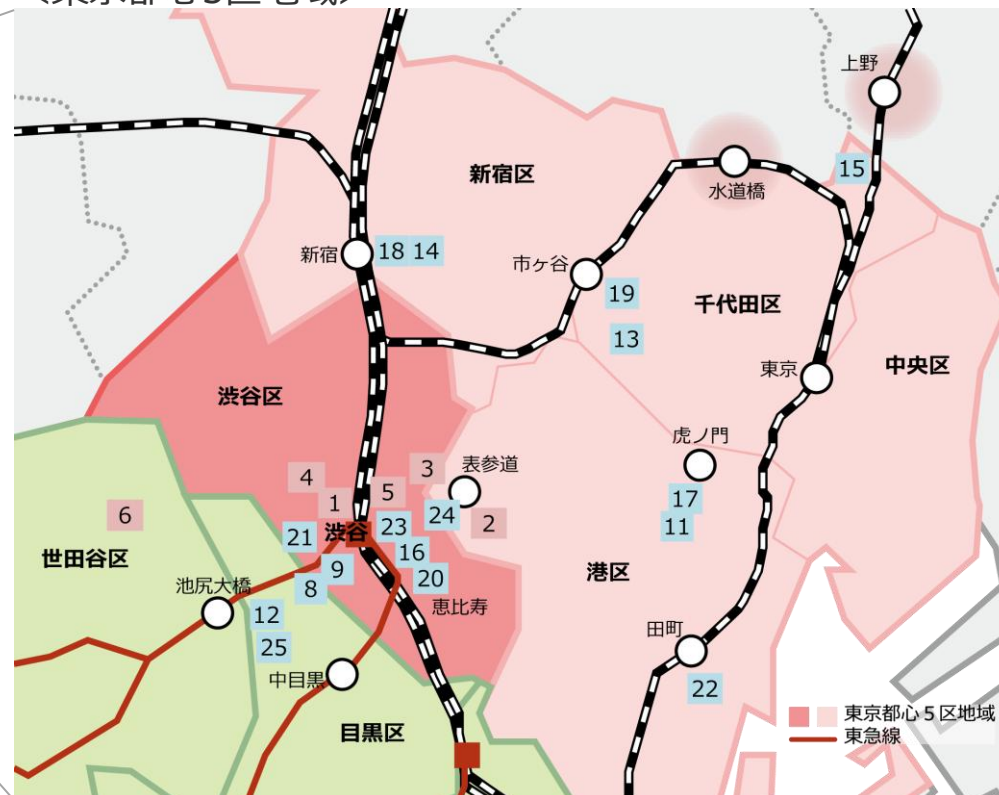 上野
新宿区
水道橋
15
新宿
18 14
市ヶ谷
19
千代田区
13
中央区
東京
渋谷区
虎ノ門
表参道
4
3
5
1
17
24
2
6
11
21
渋谷
23
16
世田谷区
9
20
港区
池尻大橋
8
恵比寿
12
田町
25
中目黒
22
目黒区
東京都心5区地域
東急線